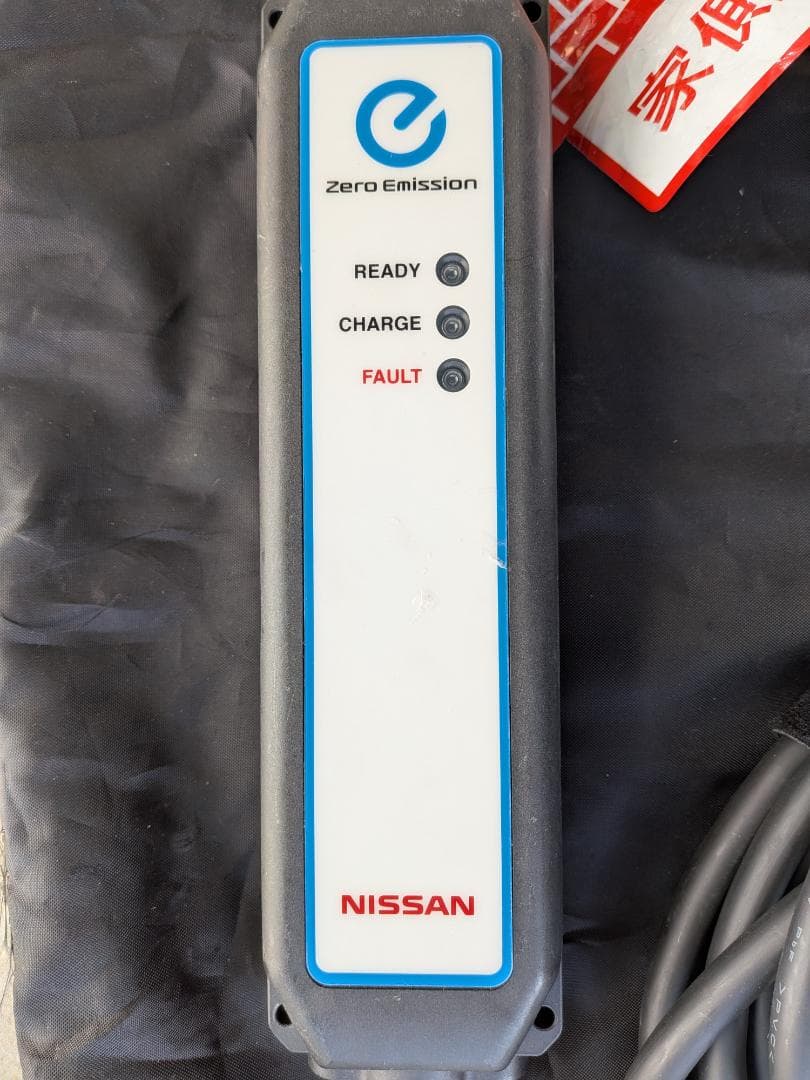 Zero Emission
READY
CHARGE
FAULT
NISSAN
家